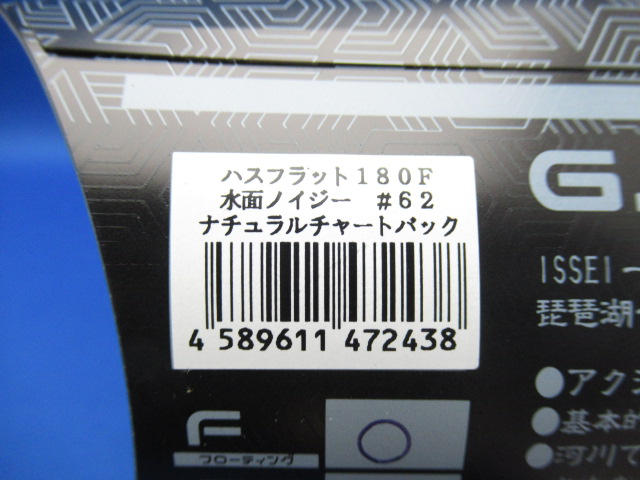 ハスフラット180F
水面ノイジー #62
ナチュラルチャートバック
4 589611 472438
G.
ISSEI
琵琶湖
●アク
●基本的
●河川で
F
フローティング